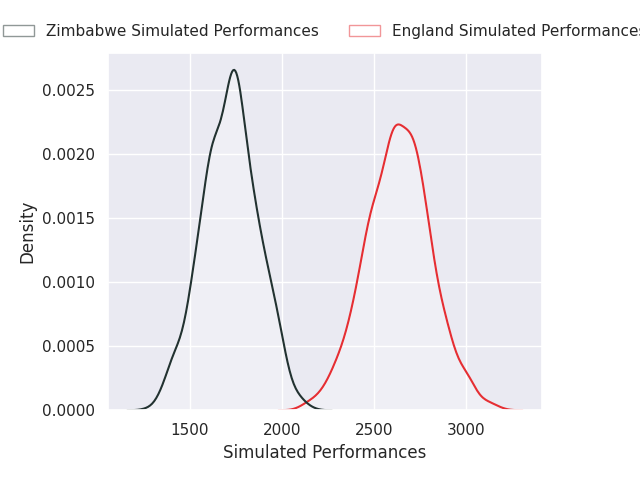 Zimbabwe Simulated Performances England Simulated Performances
0.0025
0.0020
0.0015
0.0010
0.0005
0.0000
Density
1500 2000 2500 3000
Simulated Performances